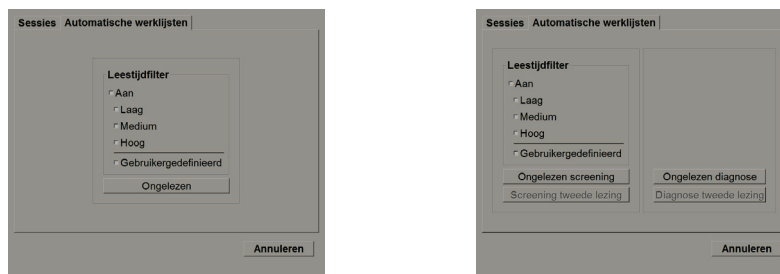 Sessies Automatische werklijsten
Leestijdfilter
Aan
Laag
Medium
Hoog
Gebruikergedefinieerd
Ongelezen
Annuleren
Sessies Automatische werklijsten
Leestijdfilter
Aan
Laag
Medium
Hoog
Gebruikergedefinieerd
Ongelezen screening Ongelezen diagnose
Screening tweede lezing Diagnose tweede lezing
Annuleren